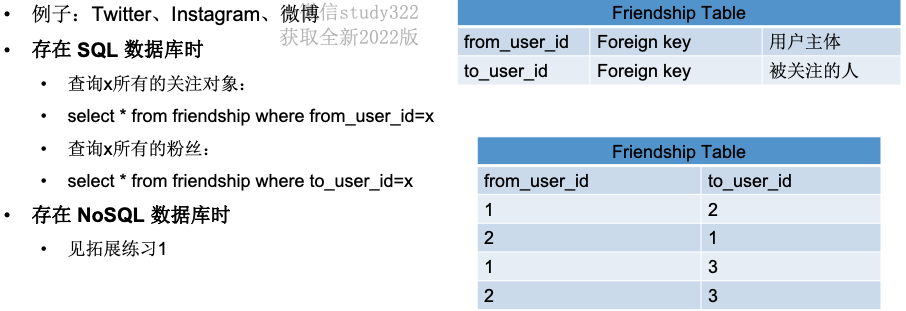 • 例子：Twitter、Instagram、微博
信study322
获取全新2022版
• 存在 SQL 数据库时
• 查询x所有的关注对象：
• select * from friendship where from_user_id=x
• 查询x所有的粉丝：
• select * from friendship where to_user_id=x
• 存在 NoSQL 数据库时
• 见拓展练习1
Friendship Table
from_user_id Foreign key 用户主体
to_user_id Foreign key 被关注的人
Friendship Table
from_user_id to_user_id
1 2
2 1
1 3
2 3